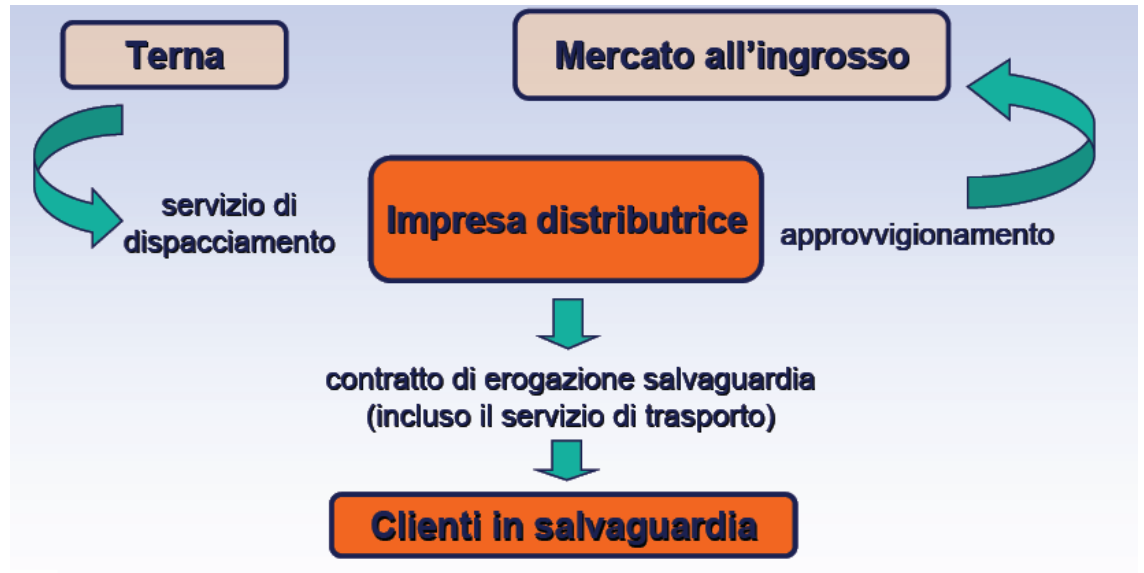 Terna
Mercato all'ingrosso
servizio di
dispacciamento
Impresa distributrice
approvvigionamento
contratto di erogazione salvaguardia
(incluso il servizio di trasporto)
Clienti in salvaguardia